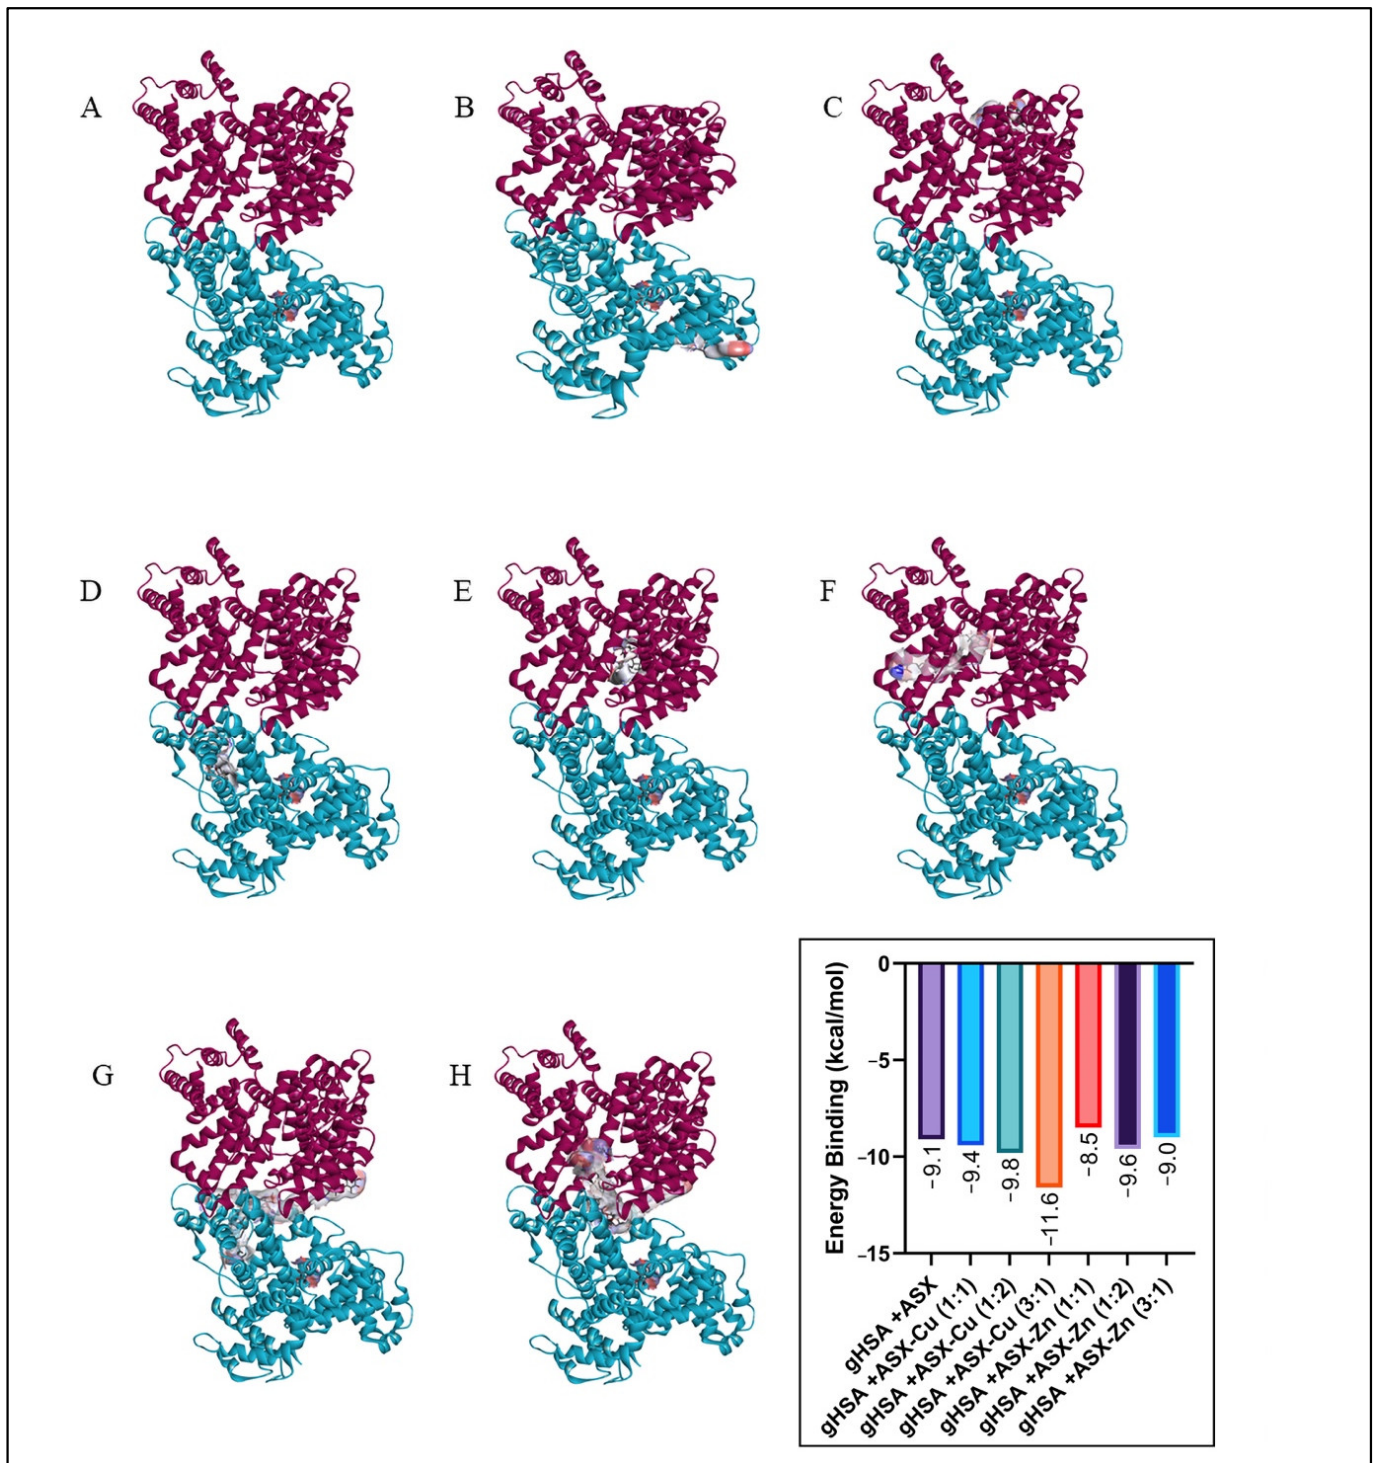 A
B
C
D
E
F
G
H
Energy Binding (kcal/mol)
0
−5
−10
−15
−9.1
−9.4
−9.8
−11.6
−8.5
−9.6
−9.0
gHSA +ASX
gHSA +ASX-Cu (1:1)
gHSA +ASX-Cu (1:2)
gHSA +ASX-Cu (3:1)
gHSA +ASX-Zn (1:1)
gHSA +ASX-Zn (1:2)
gHSA +ASX-Zn (3:1)